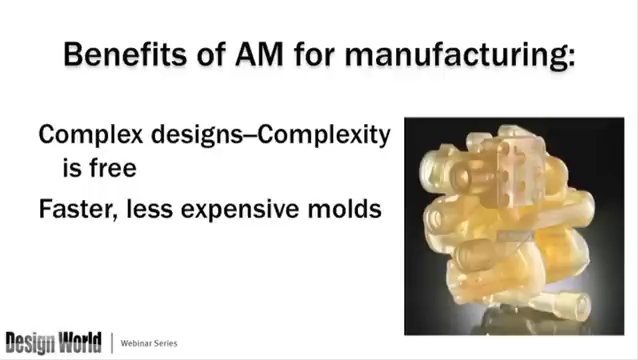 Benefits of AM for manufacturing:
Complex designs–Complexity
is free
Faster, less expensive molds
Design World
Webinar Series